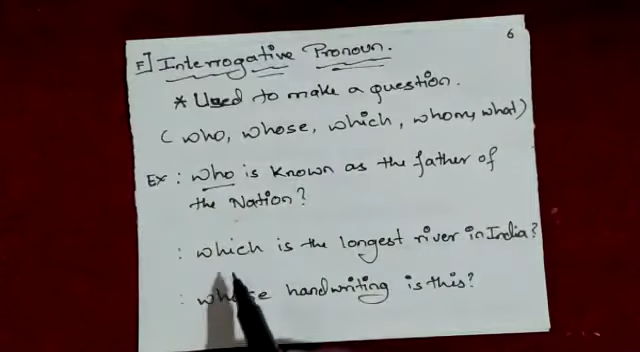 6
F] Interrogative Pronoun.
* Used to make a question.
(who, whose, which, whom, what)
Ex : who is known as the father of
the Nation?
: which is the longest river in India?
: whose handwriting is this?